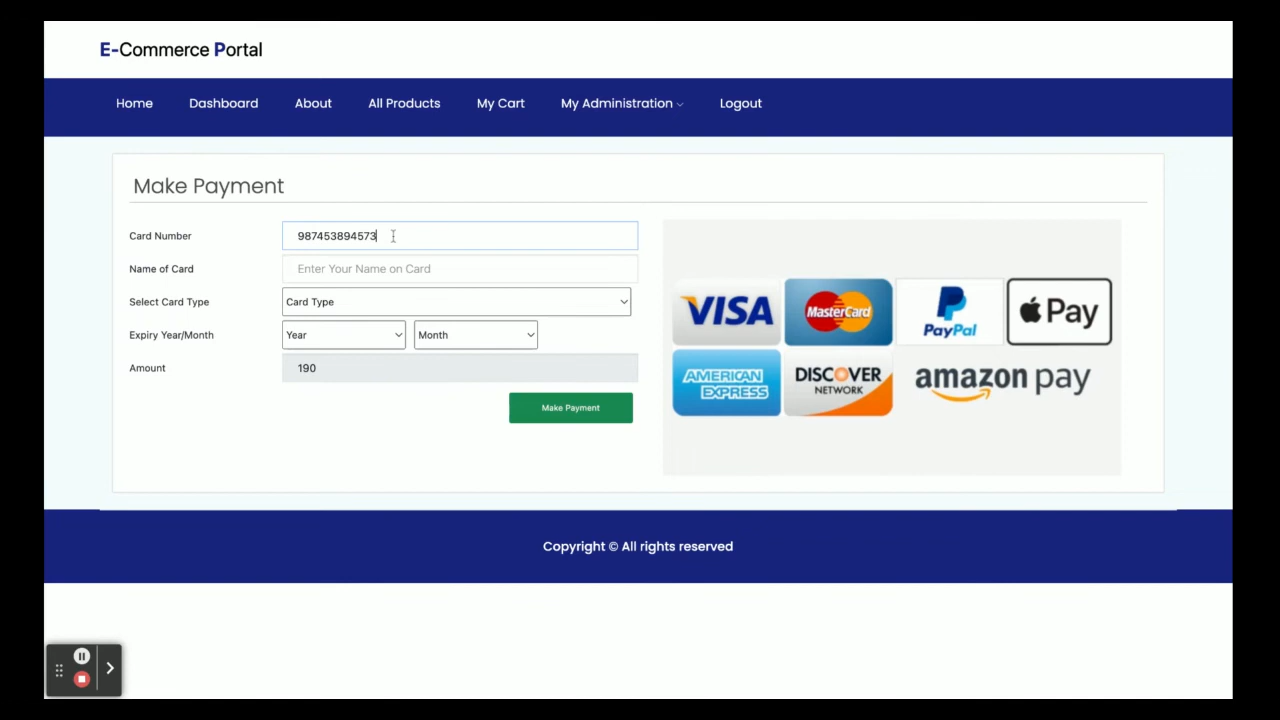 E-Commerce Portal
Home Dashboard About All Products My Cart My Administration Logout
Make Payment
Card Number 987453894573
Name of Card Enter Your Name on Card
Select Card Type Card Type
Expiry Year/Month Year Month
Amount 190
Make Payment
VISA MasterCard PayPal Pay
AMERICAN EXPRESS DISCOVER NETWORK amazon pay
Copyright © All rights reserved